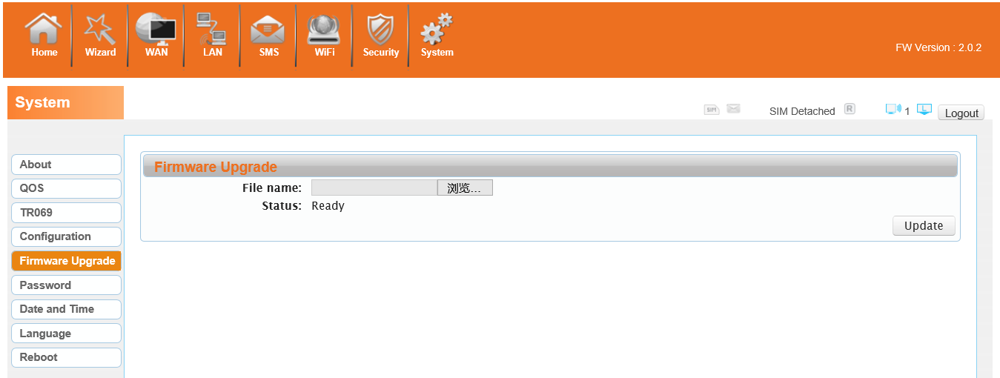 Home Wizard WAN LAN SMS WiFi Security System
FW Version : 2.0.2
System
SIM SIM Detached R 1 L Logout
About
QOS
TR069
Configuration
Firmware Upgrade
Password
Date and Time
Language
Reboot
Firmware Upgrade
File name: 浏览...
Status: Ready
Update